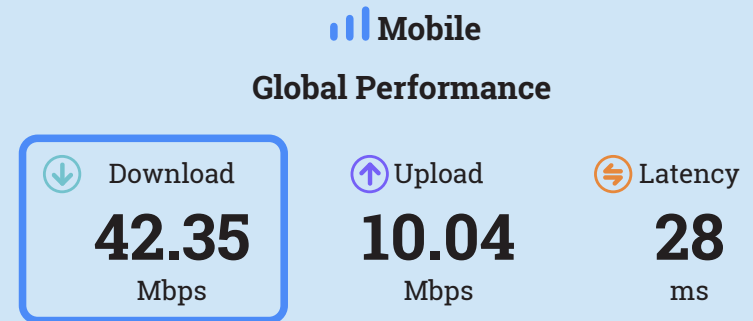 Mobile
Global Performance
Download
42.35
Mbps
Upload
10.04
Mbps
Latency
28
ms